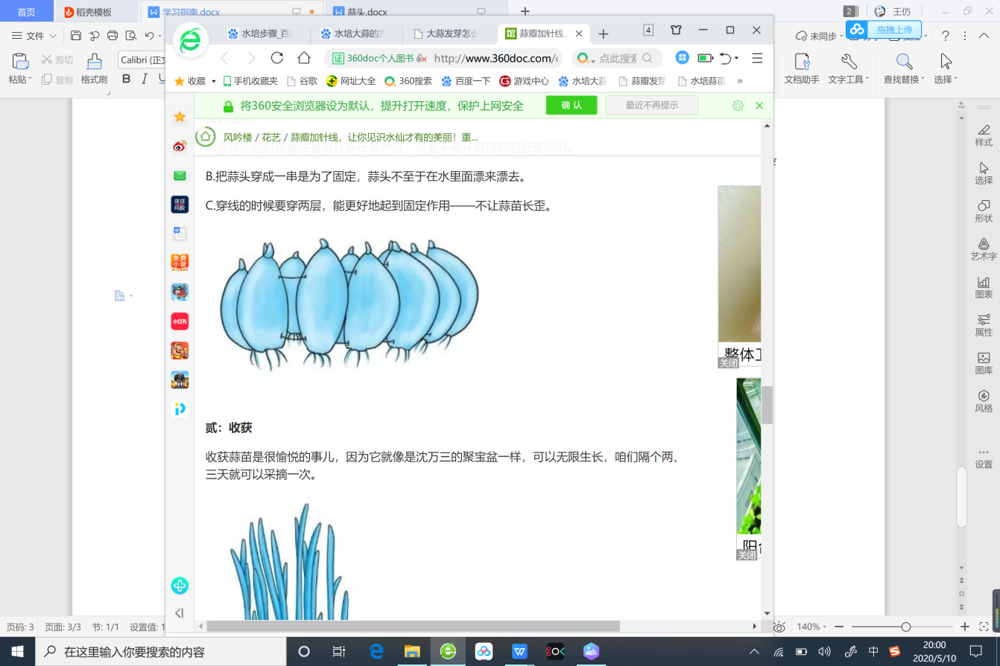 首页
稻壳模板
学习指南.docx
蒜头.docx
2
王仿
文件
未同步
拖拽上传
粘贴
剪切
复制
格式刷
Calibri (正文
B I U
文档助手
文字工具
查找替换
选择
水培步骤_百
水培大蒜的方
大蒜发芽怎么
蒜瓣加针线
4
证 360doc个人图书
http://www.360doc.com/c
点此搜索
收藏
手机收藏夹
谷歌
网址大全
360搜索
百度一下
游戏中心
水培大蒜
蒜瓣发芽
水培蒜苗
将360安全浏览器设为默认，提升打开速度，保护上网安全
确 认
最近不再提示
风吟楼 / 花艺 / 蒜瓣加针线，让你见识水仙才有的美丽！重...
B.把蒜头穿成一串是为了固定，蒜头不至于在水里面漂来漂去。
C.穿线的时候要穿两层，能更好地起到固定作用——不让蒜苗长歪。
整体工
关闭
贰：收获
收获蒜苗是很愉悦的事儿，因为它就像是沈万三的聚宝盆一样，可以无限生长，咱们隔个两、
三天就可以采摘一次。
阳台
关闭
免费
小说
小红书
样式
选择
形状
艺术字
图表
属性
图库
风格
设置
页码: 3
页面: 3/3
节: 1/1
设置值: 1
140%
在这里输入你要搜索的内容
中
20:00
2020/5/10